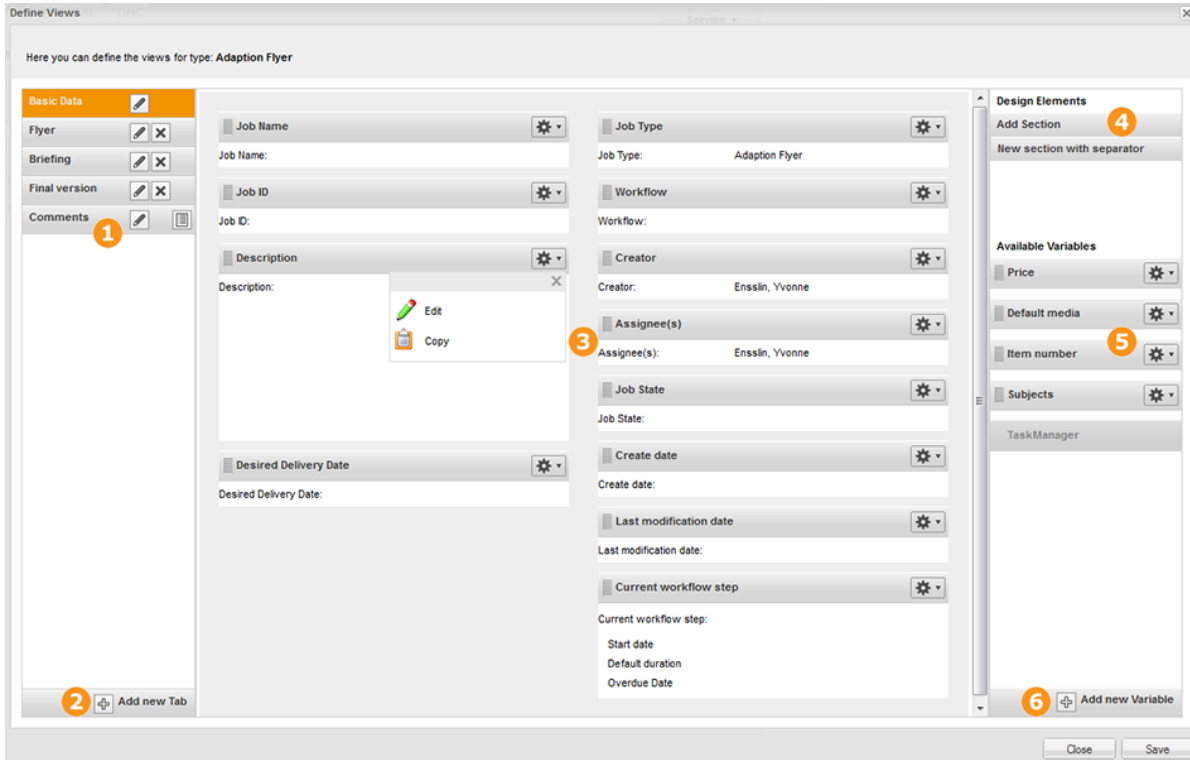 Define Views
DMC
Service
Here you can define the views for type: Adaption Flyer
Basic Data
Flyer
Briefing
Final version
Comments
1
2
Add new Tab
Job Name
Job Name:
Job ID
Job ID:
Description
Description:
Edit
Copy
3
Desired Delivery Date
Desired Delivery Date:
Job Type
Job Type: Adaption Flyer
Workflow
Workflow:
Creator
Creator: Ensslin, Yvonne
Assignee(s)
Assignee(s): Ensslin, Yvonne
Job State
Job State:
Create date
Create date:
Last modification date
Last modification date:
Current workflow step
Current workflow step:
Start date
Default duration
Overdue Date
Design Elements
Add Section
4
New section with separator
Available Variables
Price
Default media
5
Item number
Subjects
TaskManager
6
Add new Variable
Close
Save